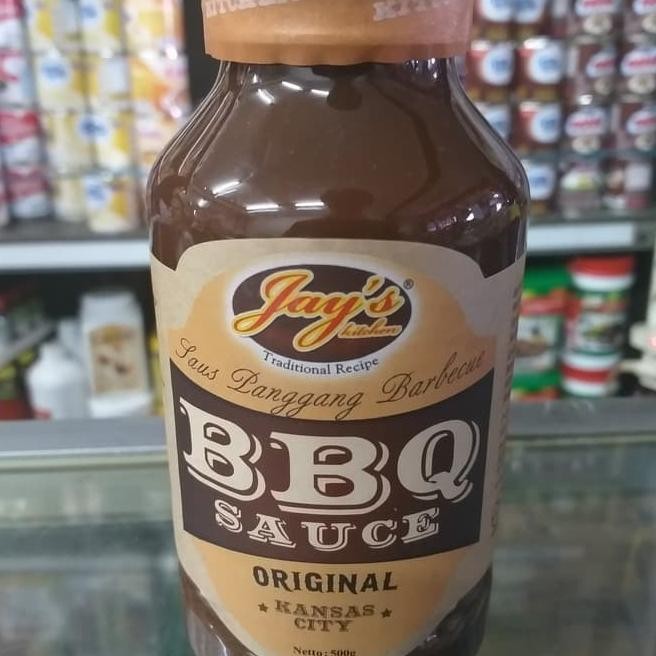 Jay's®
kitchen
Traditional Recipe
Saus Panggang Barbecue
BBQ
SAUCE
ORIGINAL
KANSAS
CITY
Netto: 500g